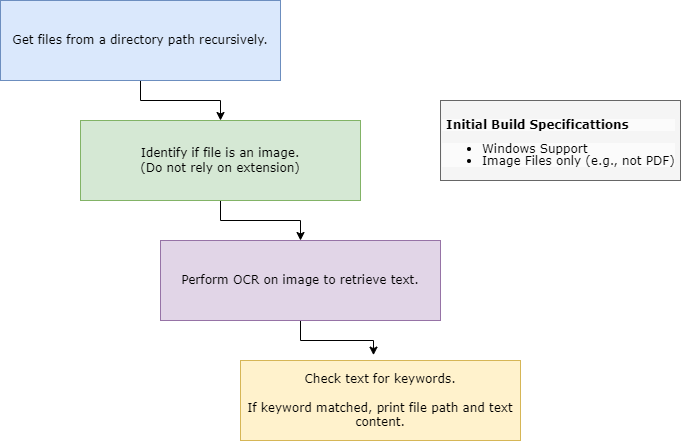 Get files from a directory path recursively.
Identify if file is an image.
(Do not rely on extension)
Initial Build Specificattions
• Windows Support
• Image Files only (e.g., not PDF)
Perform OCR on image to retrieve text.
Check text for keywords.
If keyword matched, print file path and text
content.